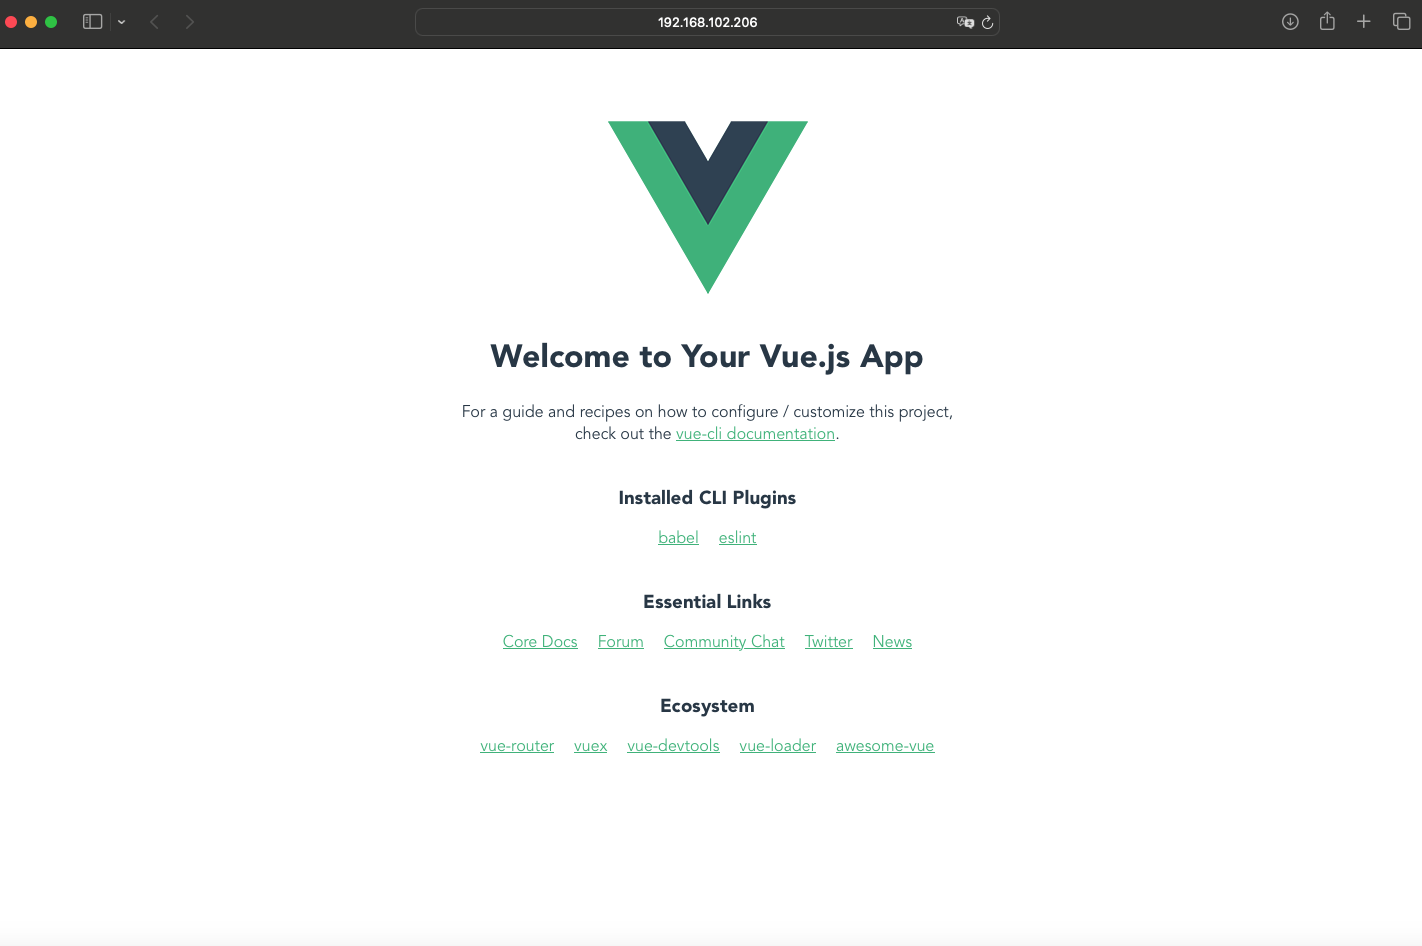 192.168.102.206
Welcome to Your Vue.js App
For a guide and recipes on how to configure / customize this project,
check out the vue-cli documentation.
Installed CLI Plugins
babel eslint
Essential Links
Core Docs Forum Community Chat Twitter News
Ecosystem
vue-router vuex vue-devtools vue-loader awesome-vue